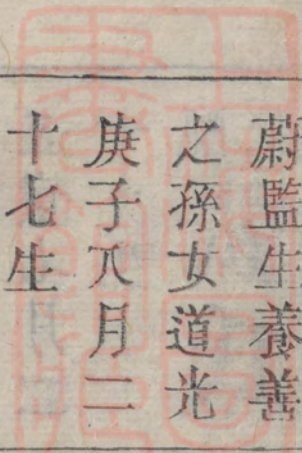 蔚監生養善
之孫女道光
庚子八月二
十七生